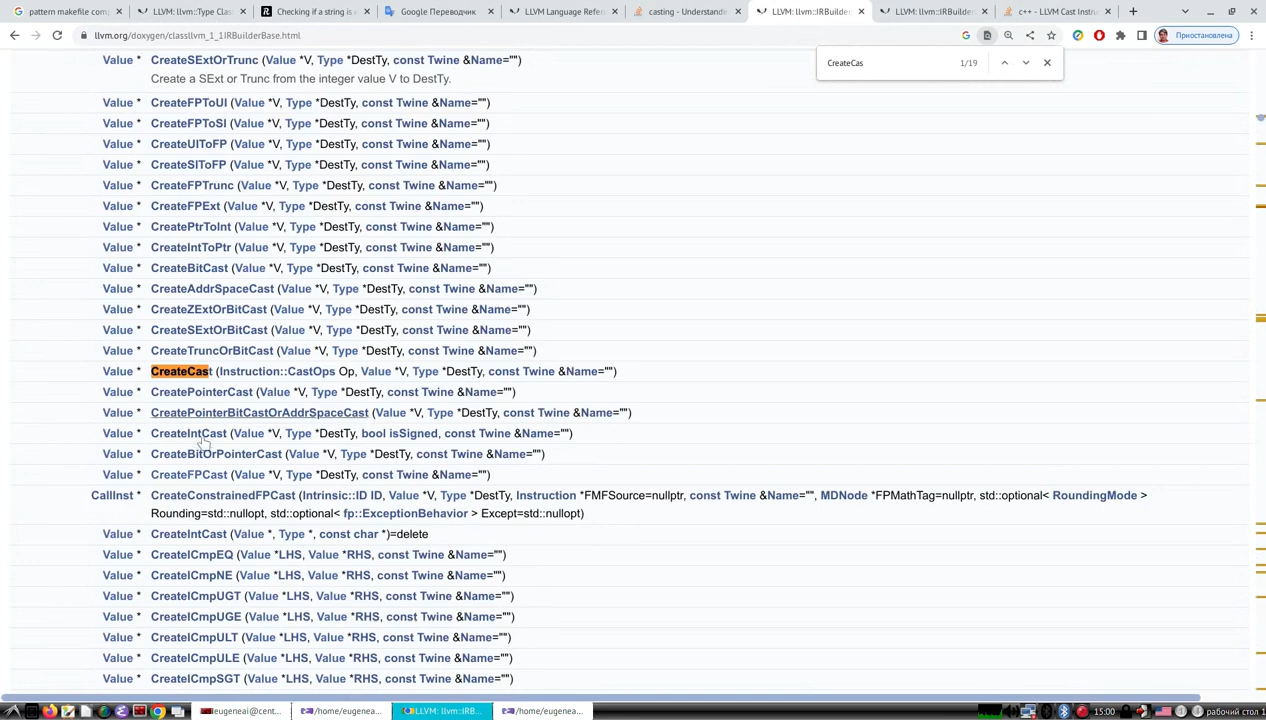 pattern makefile comp
LLVM: llvm::Type Clas
Checking if a string is
Google Переводчик
LLVM Language Refer
casting - Understandin
LLVM: llvm::IRBuilder
LLVM: llvm::IRBuilder
c++ - LLVM Cast Instru
llvm.org/doxygen/classllvm_1_1IRBuilderBase.html
Приостановлена
CreateCas 1/19
Value * CreateSExtOrTrunc (Value *V, Type *DestTy, const Twine &Name="")
Create a SExt or Trunc from the integer value V to DestTy.
Value * CreateFPToUI (Value *V, Type *DestTy, const Twine &Name="")
Value * CreateFPToSI (Value *V, Type *DestTy, const Twine &Name="")
Value * CreateUIToFP (Value *V, Type *DestTy, const Twine &Name="")
Value * CreateSIToFP (Value *V, Type *DestTy, const Twine &Name="")
Value * CreateFPTrunc (Value *V, Type *DestTy, const Twine &Name="")
Value * CreateFPExt (Value *V, Type *DestTy, const Twine &Name="")
Value * CreatePtrToInt (Value *V, Type *DestTy, const Twine &Name="")
Value * CreateIntToPtr (Value *V, Type *DestTy, const Twine &Name="")
Value * CreateBitCast (Value *V, Type *DestTy, const Twine &Name="")
Value * CreateAddrSpaceCast (Value *V, Type *DestTy, const Twine &Name="")
Value * CreateZExtOrBitCast (Value *V, Type *DestTy, const Twine &Name="")
Value * CreateSExtOrBitCast (Value *V, Type *DestTy, const Twine &Name="")
Value * CreateTruncOrBitCast (Value *V, Type *DestTy, const Twine &Name="")
Value * CreateCast (Instruction::CastOps Op, Value *V, Type *DestTy, const Twine &Name="")
Value * CreatePointerCast (Value *V, Type *DestTy, const Twine &Name="")
Value * CreatePointerBitCastOrAddrSpaceCast (Value *V, Type *DestTy, const Twine &Name="")
Value * CreateIntCast (Value *V, Type *DestTy, bool isSigned, const Twine &Name="")
Value * CreateBitOrPointerCast (Value *V, Type *DestTy, const Twine &Name="")
Value * CreateFPCast (Value *V, Type *DestTy, const Twine &Name="")
CallInst * CreateConstrainedFPCast (Intrinsic::ID ID, Value *V, Type *DestTy, Instruction *FMFSource=nullptr, const Twine &Name="", MDNode *FPMathTag=nullptr, std::optional< RoundingMode >
Rounding=std::nullopt, std::optional< fp::ExceptionBehavior > Except=std::nullopt)
Value * CreateIntCast (Value *, Type *, const char *)=delete
Value * CreateICmpEQ (Value *LHS, Value *RHS, const Twine &Name="")
Value * CreateICmpNE (Value *LHS, Value *RHS, const Twine &Name="")
Value * CreateICmpUGT (Value *LHS, Value *RHS, const Twine &Name="")
Value * CreateICmpUGE (Value *LHS, Value *RHS, const Twine &Name="")
Value * CreateICmpULT (Value *LHS, Value *RHS, const Twine &Name="")
Value * CreateICmpULE (Value *LHS, Value *RHS, const Twine &Name="")
Value * CreateICmpSGT (Value *LHS, Value *RHS, const Twine &Name="")
eugeneai@cent...
/home/eugenea...
LLVM: llvm::IRB...
/home/eugenea...
15:00
рабочий стол 1